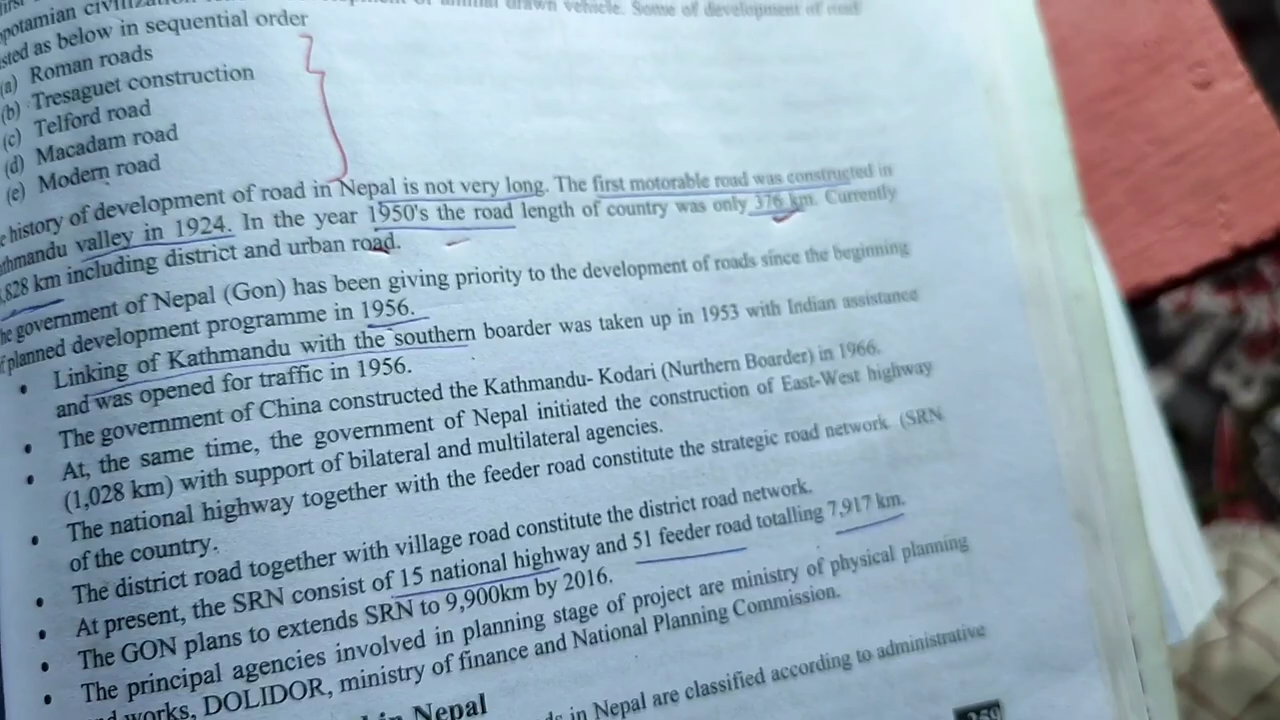 potamian civilization
drawn vehicle. Some of development of road
sted as below in sequential order
(a) Roman roads
(b) Tresaguet construction
(c) Telford road
(d) Macadam road
(e) Modern road
history of development of road in Nepal is not very long. The first motorable road was constructed in
thmandu valley in 1924. In the year 1950's the road length of country was only 376 km. Currently
,828 km including district and urban road.
he government of Nepal (Gon) has been giving priority to the development of roads since the beginning
f planned development programme in 1956.
• Linking of Kathmandu with the southern boarder was taken up in 1953 with Indian assistance
and was opened for traffic in 1956.
• The government of China constructed the Kathmandu- Kodari (Nurthern Boarder) in 1966.
• At, the same time, the government of Nepal initiated the construction of East-West highway
(1,028 km) with support of bilateral and multilateral agencies.
• The national highway together with the feeder road constitute the strategic road network (SRN
of the country.
• The district road together with village road constitute the district road network.
• At present, the SRN consist of 15 national highway and 51 feeder road totalling 7,917 km.
• The GON plans to extends SRN to 9,900km by 2016.
• The principal agencies involved in planning stage of project are ministry of physical planning
works, DOLIDOR, ministry of finance and National Planning Commission.
in Nepal
in Nepal are classified according to administrative
259